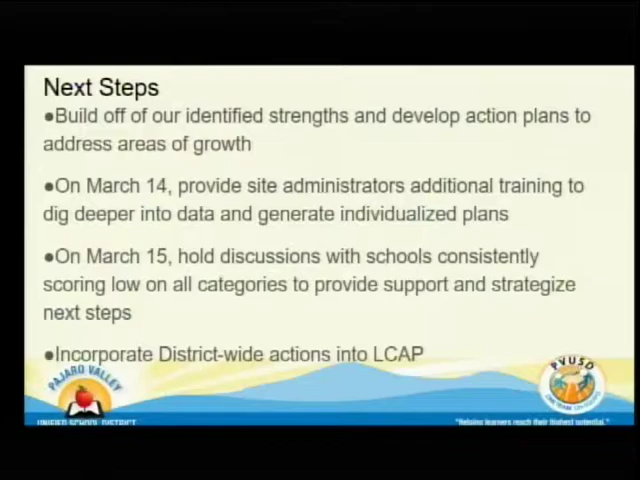 Next Steps
●Build off of our identified strengths and develop action plans to
address areas of growth
●On March 14, provide site administrators additional training to
dig deeper into data and generate individualized plans
●On March 15, hold discussions with schools consistently
scoring low on all categories to provide support and strategize
next steps
●Incorporate District-wide actions into LCAP
PAJARO VALLEY
UNIFIED SCHOOL DISTRICT
PVUSD
"Helping learners reach their highest potential."